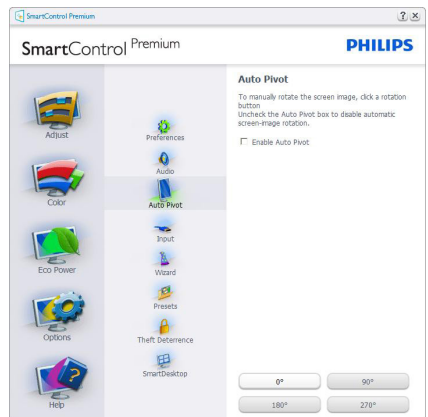 SmartControl Premium
? x
SmartControl Premium
PHILIPS
Adjust
Color
Eco Power
Options
Help
Preferences
Audio
Auto Pivot
Input
Wizard
Presets
Theft Deterrence
SmartDesktop
Auto Pivot
To manually rotate the screen image, click a rotation
button
Uncheck the Auto Pivot box to disable automatic
screen-image rotation.
Enable Auto Pivot
0°
90°
180°
270°